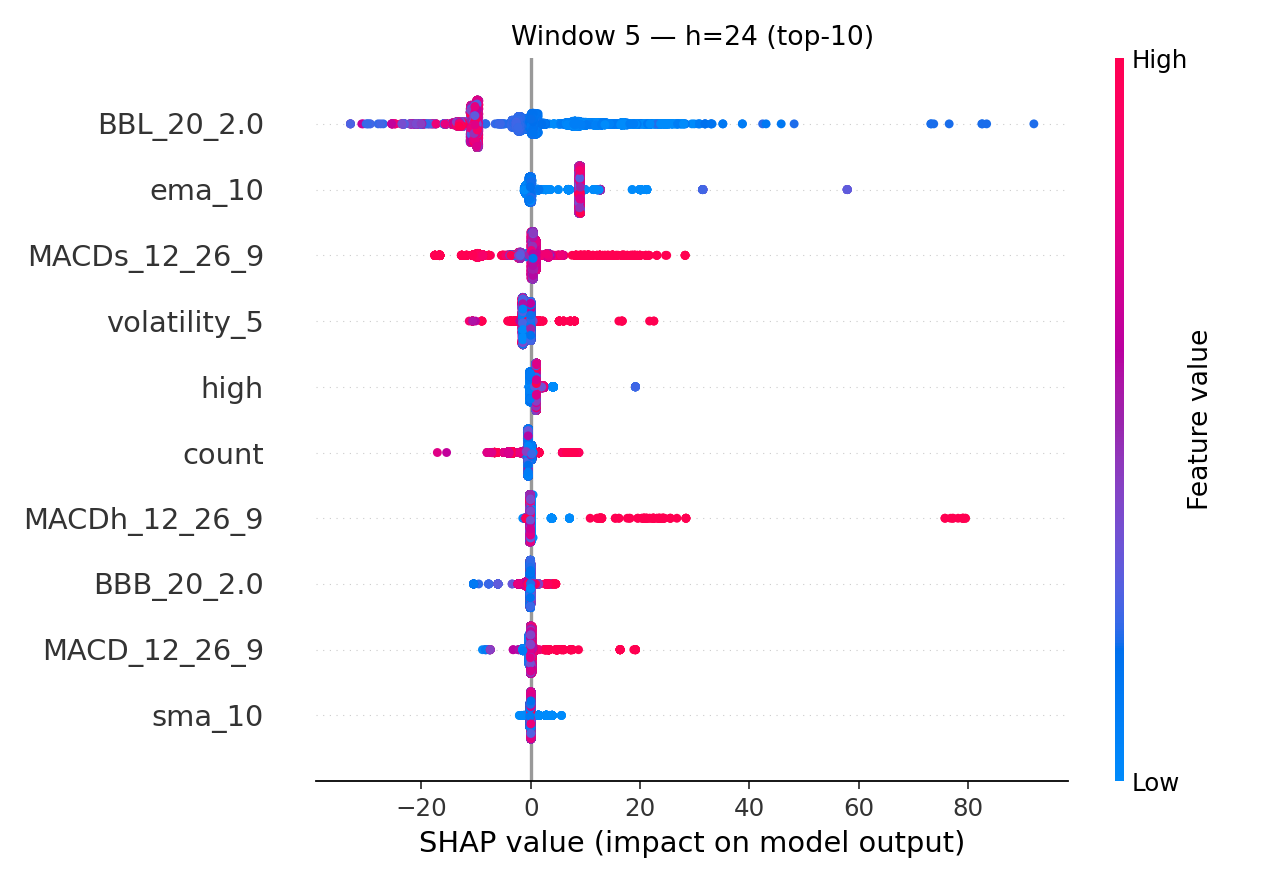 Window 5 — h=24 (top-10)
High
BBL_20_2.0
ema_10
MACDs_12_26_9
volatility_5
high
count
MACDh_12_26_9
BBB_20_2.0
MACD_12_26_9
sma_10
Feature value
Low
−20 0 20 40 60 80
SHAP value (impact on model output)